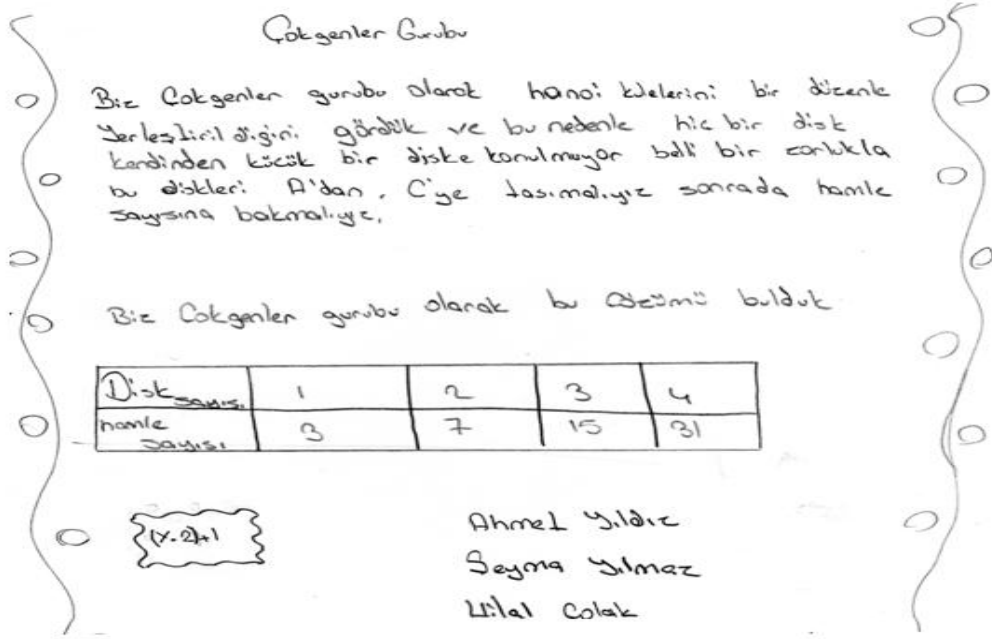 Çokgenler Gurubu
Biz Çokgenler gurubu olarak hanoi kulelerini bir düzenle
Yerleştirildiğini gördük ve bu nedenle hiç bir disk
kendinden küçük bir diske konulmuyor belli bir zorlukla
bu diskleri A'dan, C'ye tasımalıyız sonrada hamle
sayısına bakmalıyız,
Biz Çokgenler gurubu olarak bu çözümü bulduk
Disk sayısı 1 2 3 4
hamle sayısı 3 7 15 31
(x.2)+1
Ahmet Yıldız
Şeyma Yılmaz
Hilal Çolak